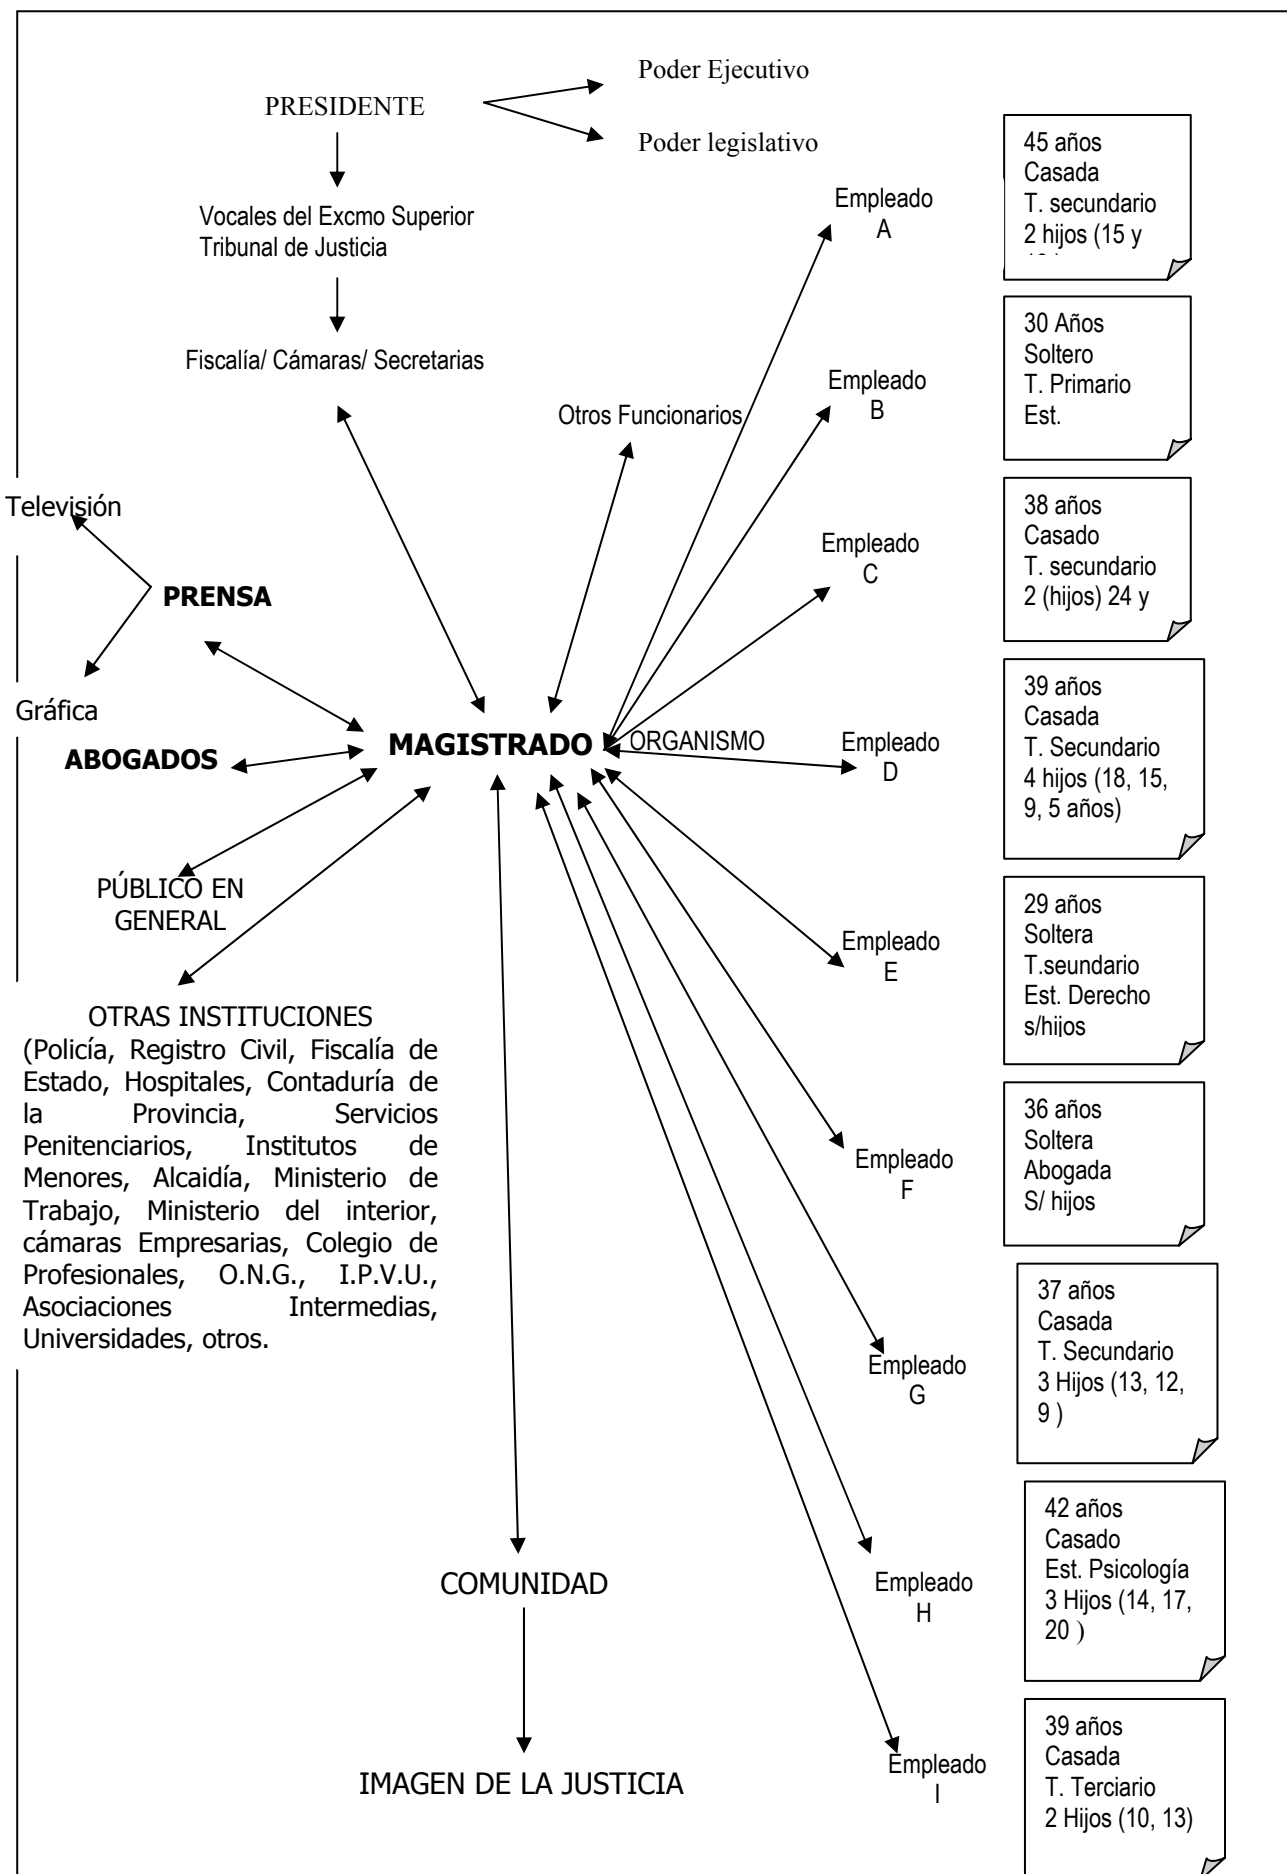 Poder Ejecutivo
PRESIDENTE
Poder legislativo
Vocales del Excmo Superior
Tribunal de Justicia
Fiscalía/ Cámaras/ Secretarias
Otros Funcionarios
Televisión
PRENSA
Gráfica
ABOGADOS
MAGISTRADO
ORGANISMO
PÚBLICO EN
GENERAL
OTRAS INSTITUCIONES
(Policía, Registro Civil, Fiscalía de
Estado, Hospitales, Contaduría de
la Provincia, Servicios
Penitenciarios, Institutos de
Menores, Alcaidía, Ministerio de
Trabajo, Ministerio del interior,
cámaras Empresarias, Colegio de
Profesionales, O.N.G., I.P.V.U.,
Asociaciones Intermedias,
Universidades, otros.
COMUNIDAD
IMAGEN DE LA JUSTICIA
Empleado
A
45 años
Casada
T. secundario
2 hijos (15 y
Empleado
B
30 Años
Soltero
T. Primario
Est.
Empleado
C
38 años
Casado
T. secundario
2 (hijos) 24 y
Empleado
D
39 años
Casada
T. Secundario
4 hijos (18, 15,
9, 5 años)
Empleado
E
29 años
Soltera
T.seundario
Est. Derecho
s/hijos
Empleado
F
36 años
Soltera
Abogada
S/ hijos
Empleado
G
37 años
Casada
T. Secundario
3 Hijos (13, 12,
9 )
Empleado
H
42 años
Casado
Est. Psicología
3 Hijos (14, 17,
20 )
Empleado
I
39 años
Casada
T. Terciario
2 Hijos (10, 13)